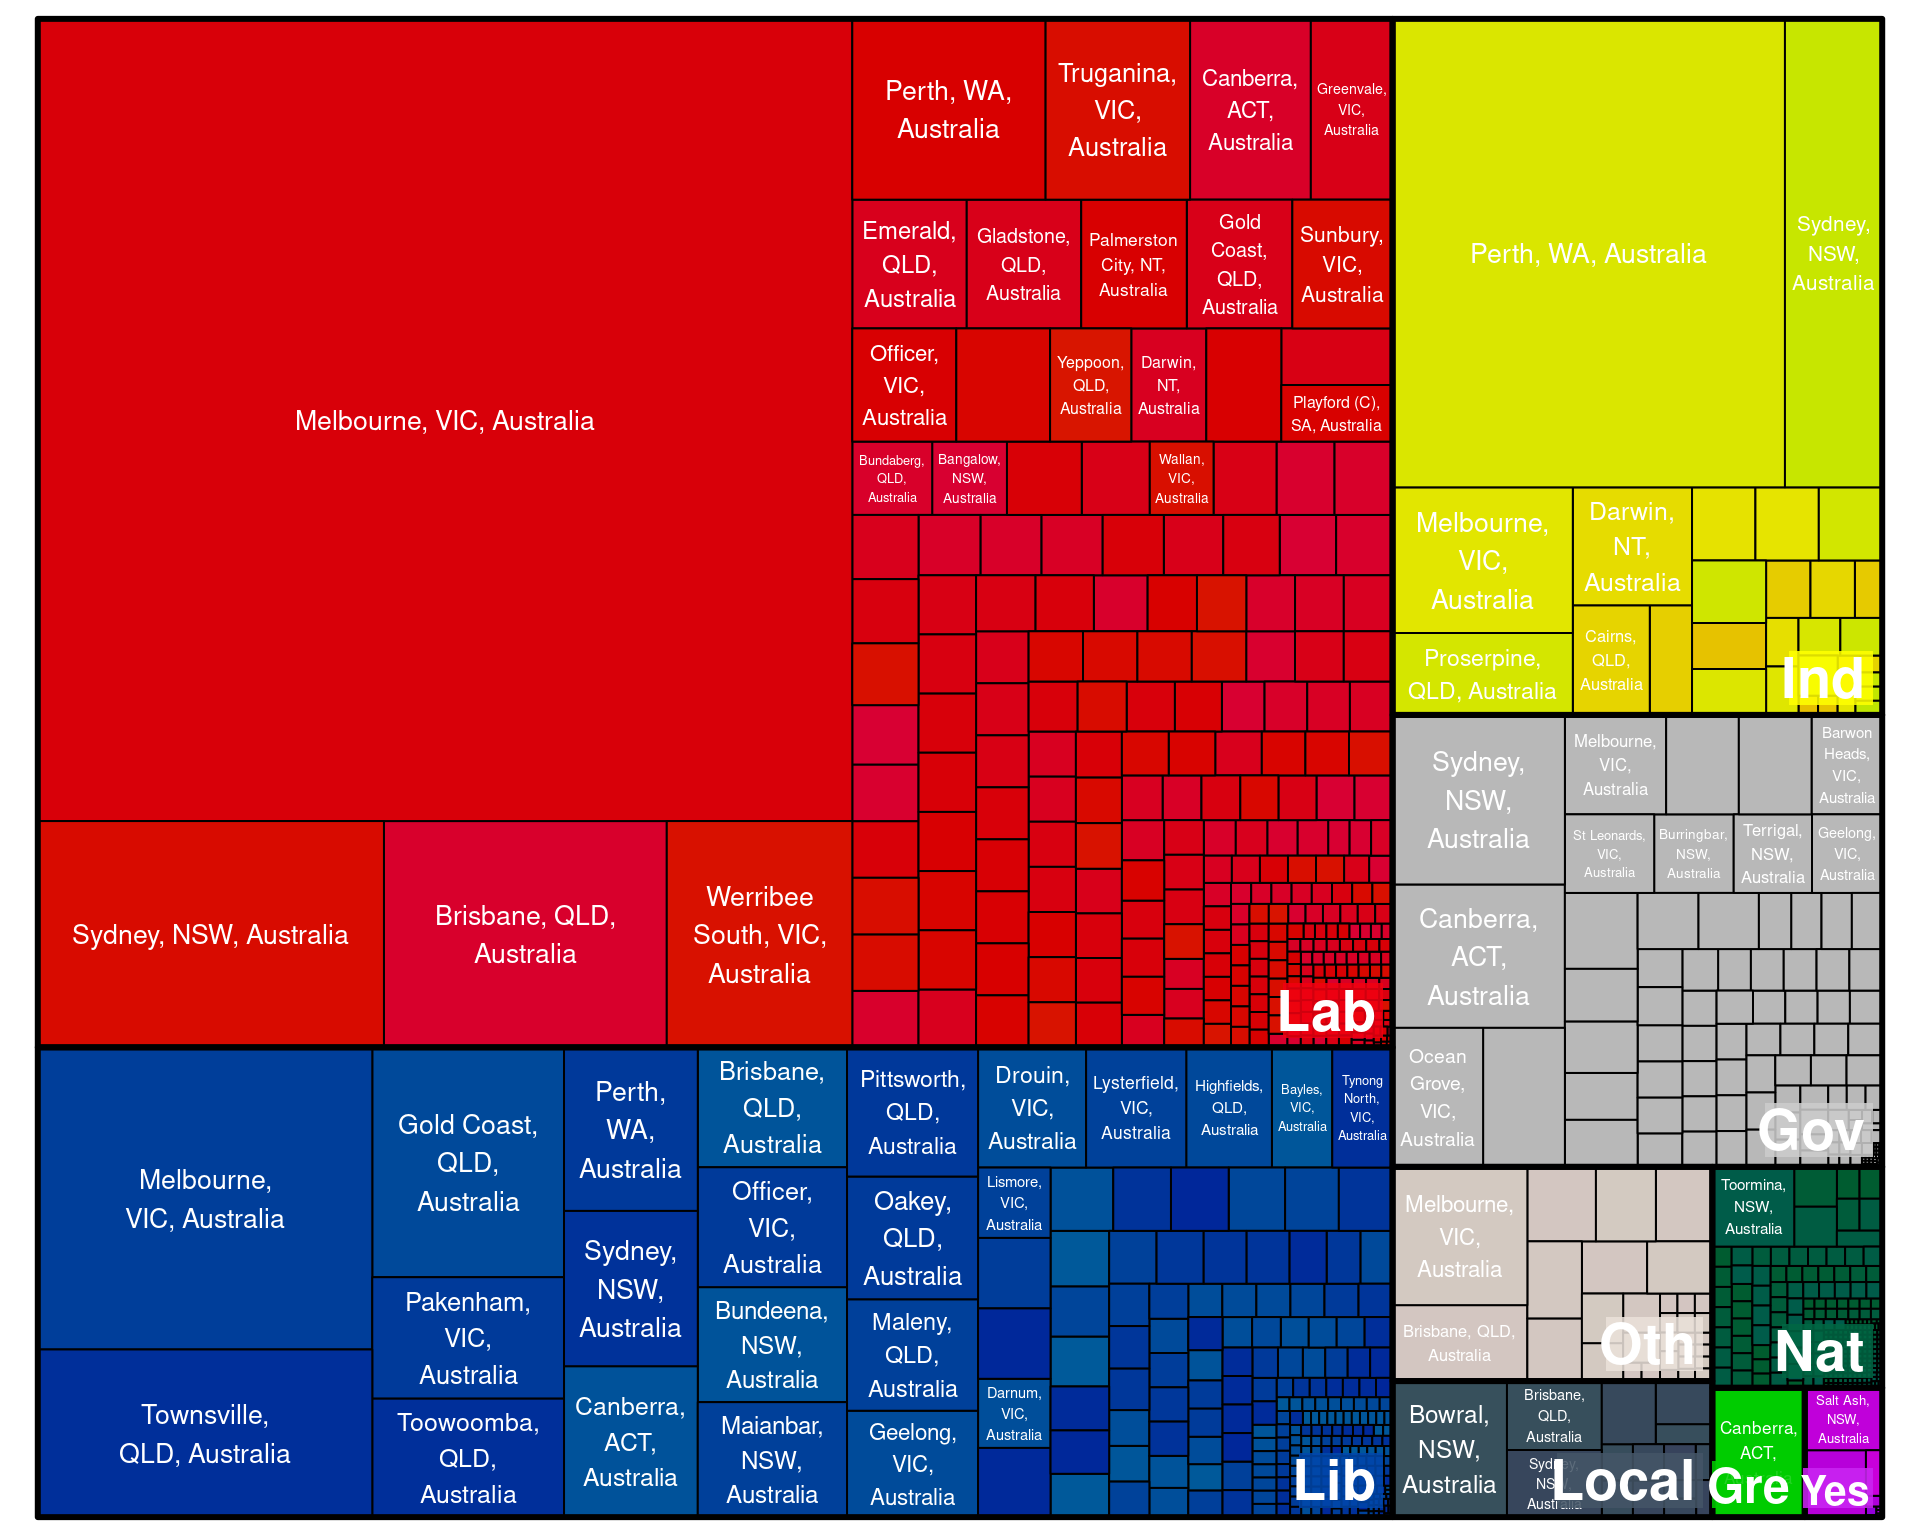 Melbourne, VIC, Australia
Sydney, NSW, Australia
Brisbane, QLD,
Australia
Werribee
South, VIC,
Australia
Perth, WA,
Australia
Truganina,
VIC,
Australia
Canberra,
ACT,
Australia
Greenvale,
VIC,
Australia
Emerald,
QLD,
Australia
Gladstone,
QLD,
Australia
Palmerston
City, NT,
Australia
Gold
Coast,
QLD,
Australia
Sunbury,
VIC,
Australia
Officer,
VIC,
Australia
Yeppoon,
QLD,
Australia
Darwin,
NT,
Australia
Playford (C),
SA, Australia
Bundaberg,
QLD,
Australia
Bangalow,
NSW,
Australia
Wallan,
VIC,
Australia
Lab
Perth, WA, Australia
Sydney,
NSW,
Australia
Melbourne,
VIC,
Australia
Darwin,
NT,
Australia
Proserpine,
QLD, Australia
Cairns,
QLD,
Australia
Ind
Sydney,
NSW,
Australia
Melbourne,
VIC,
Australia
Barwon
Heads,
VIC,
Australia
St Leonards,
VIC,
Australia
Burringbar,
NSW,
Australia
Terrigal,
NSW,
Australia
Geelong,
VIC,
Australia
Canberra,
ACT,
Australia
Ocean
Grove,
VIC,
Australia
Gov
Melbourne,
VIC, Australia
Townsville,
QLD, Australia
Gold Coast,
QLD,
Australia
Pakenham,
VIC,
Australia
Toowoomba,
QLD,
Australia
Perth,
WA,
Australia
Sydney,
NSW,
Australia
Canberra,
ACT,
Australia
Brisbane,
QLD,
Australia
Officer,
VIC,
Australia
Bundeena,
NSW,
Australia
Maianbar,
NSW,
Australia
Pittsworth,
QLD,
Australia
Oakey,
QLD,
Australia
Maleny,
QLD,
Australia
Geelong,
VIC,
Australia
Drouin,
VIC,
Australia
Lysterfield,
VIC,
Australia
Highfields,
QLD,
Australia
Bayles,
VIC,
Australia
Tynong
North,
VIC,
Australia
Lismore,
VIC,
Australia
Darnum,
VIC,
Australia
Lib
Melbourne,
VIC,
Australia
Brisbane, QLD,
Australia
Oth
Toormina,
NSW,
Australia
Nat
Bowral,
NSW,
Australia
Brisbane,
QLD,
Australia
Sydney,
NSW,
Australia
Local
Canberra,
ACT,
Gre
Salt Ash,
NSW,
Australia
Yes